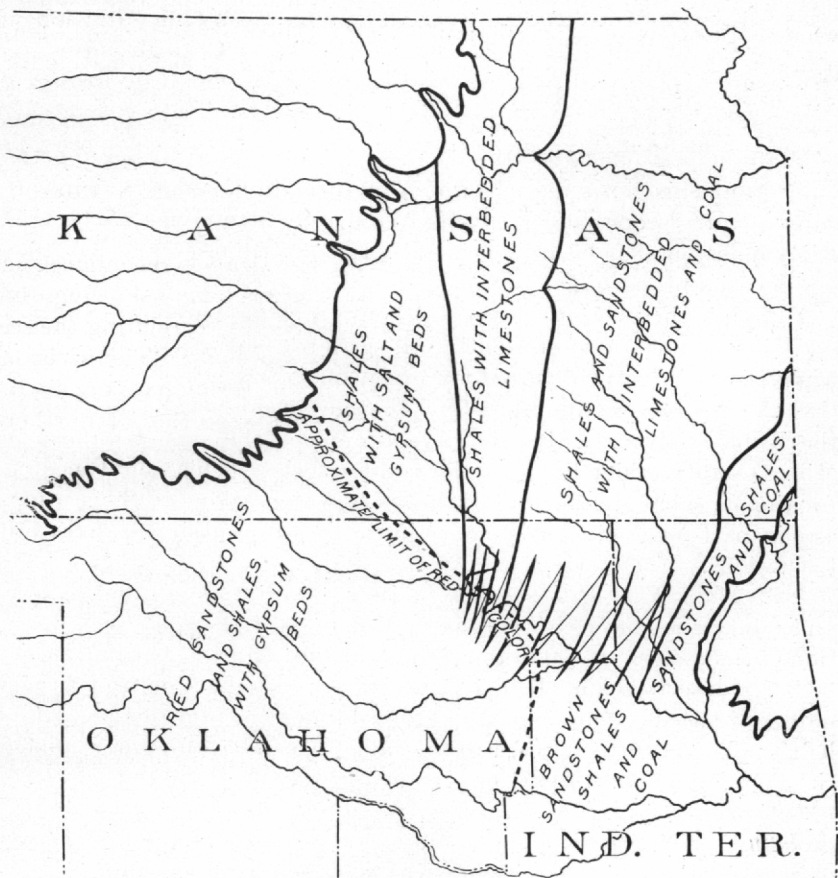 KANSAS
SHALES WITH INTERBEDDED
LIMESTONES
SHALES AND SANDSTONES
WITH INTERBEDDED
LIMESTONES AND COAL
SHALES
WITH SALT AND
GYPSUM BEDS
APPROXIMATE LIMIT OF RED COLOR
SANDSTONES AND SHALES
COAL
RED SANDSTONES
AND SHALES
WITH GYPSUM
BEDS
OKLAHOMA
BROWN
SANDSTONES
SHALES
AND
COAL
IND. TER.